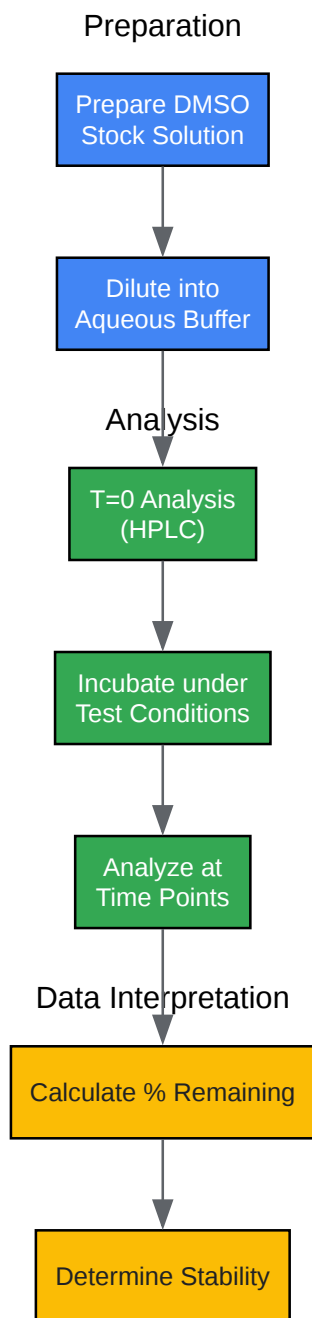 Preparation
Prepare DMSO
Stock Solution
Dilute into
Aqueous Buffer
Analysis
T=0 Analysis
(HPLC)
Incubate under
Test Conditions
Analyze at
Time Points
Data Interpretation
Calculate % Remaining
Determine Stability